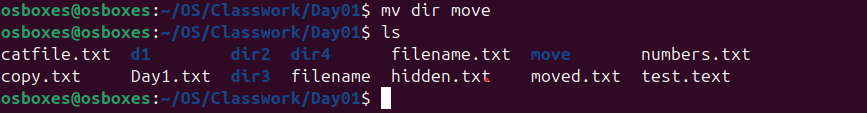 osboxes@osboxes:~/OS/Classwork/Day01$ mv dir move
osboxes@osboxes:~/OS/Classwork/Day01$ ls
catfile.txt d1 dir2 dir4 filename.txt move numbers.txt
copy.txt Day1.txt dir3 filename hidden.txt moved.txt test.text
osboxes@osboxes:~/OS/Classwork/Day01$